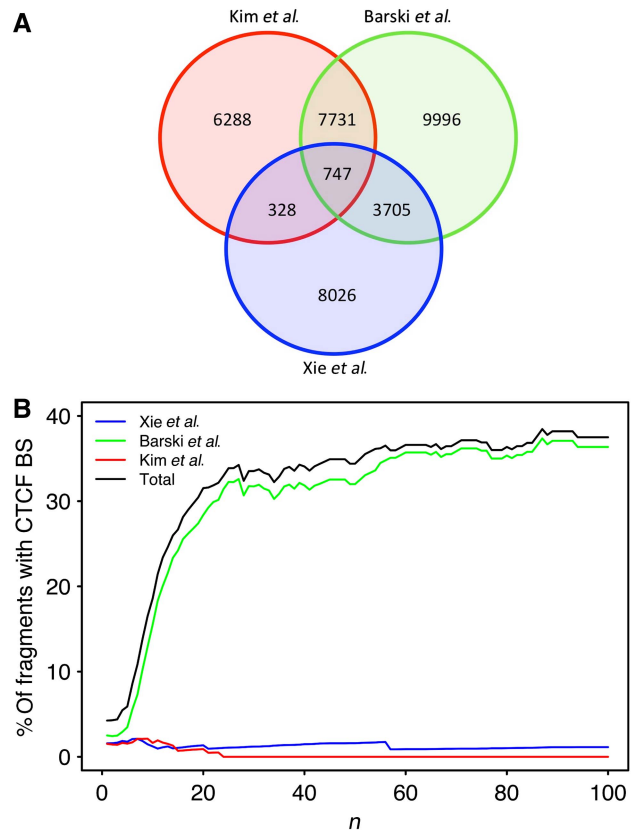 A
Kim et al.
Barski et al.
6288
7731
9996
747
328
3705
8026
Xie et al.
B
Xie et al.
Barski et al.
Kim et al.
Total
% Of fragments with CTCF BS
40
30
20
10
0
0
20
40
60
80
100
n